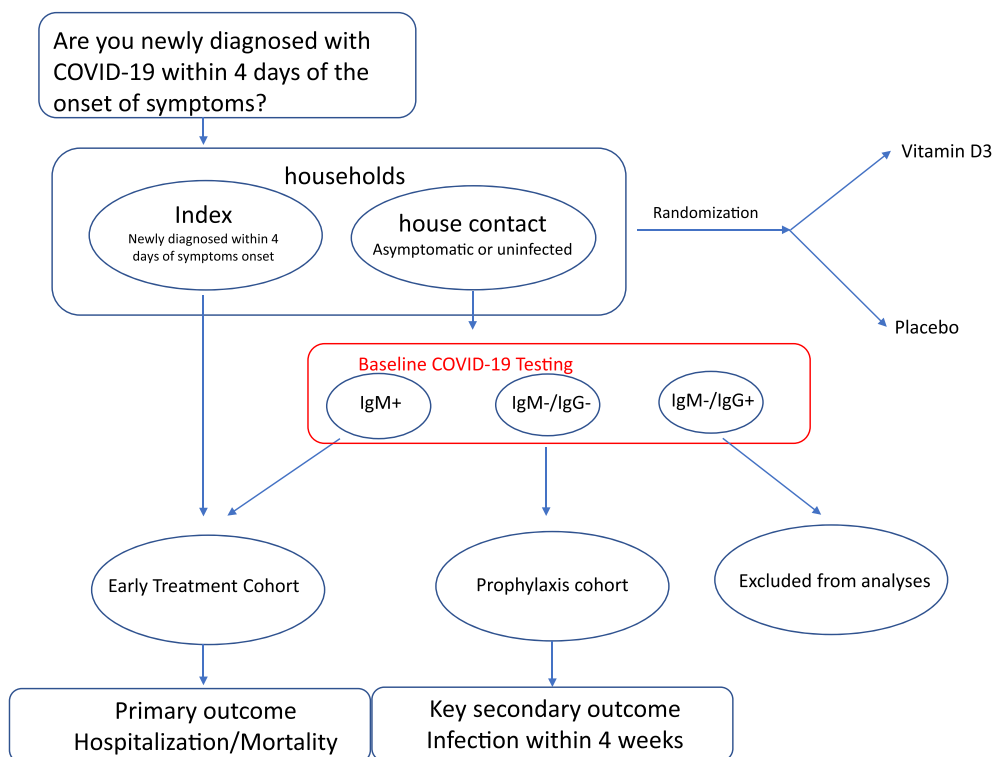 Are you newly diagnosed with
COVID-19 within 4 days of the
onset of symptoms?
households
Index
Newly diagnosed within 4
days of symptoms onset
house contact
Asymptomatic or uninfected
Randomization
Vitamin D3
Placebo
Baseline COVID-19 Testing
IgM+
IgM-/IgG-
IgM-/IgG+
Early Treatment Cohort
Prophylaxis cohort
Excluded from analyses
Primary outcome
Hospitalization/Mortality
Key secondary outcome
Infection within 4 weeks